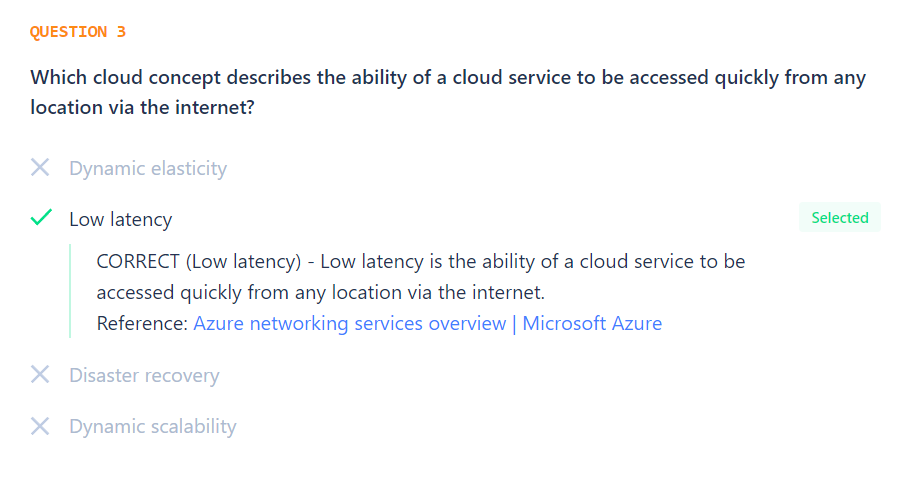 QUESTION 3
Which cloud concept describes the ability of a cloud service to be accessed quickly from any
location via the internet?
Dynamic elasticity
Low latency
Selected
CORRECT (Low latency) - Low latency is the ability of a cloud service to be
accessed quickly from any location via the internet.
Reference: Azure networking services overview | Microsoft Azure
Disaster recovery
Dynamic scalability